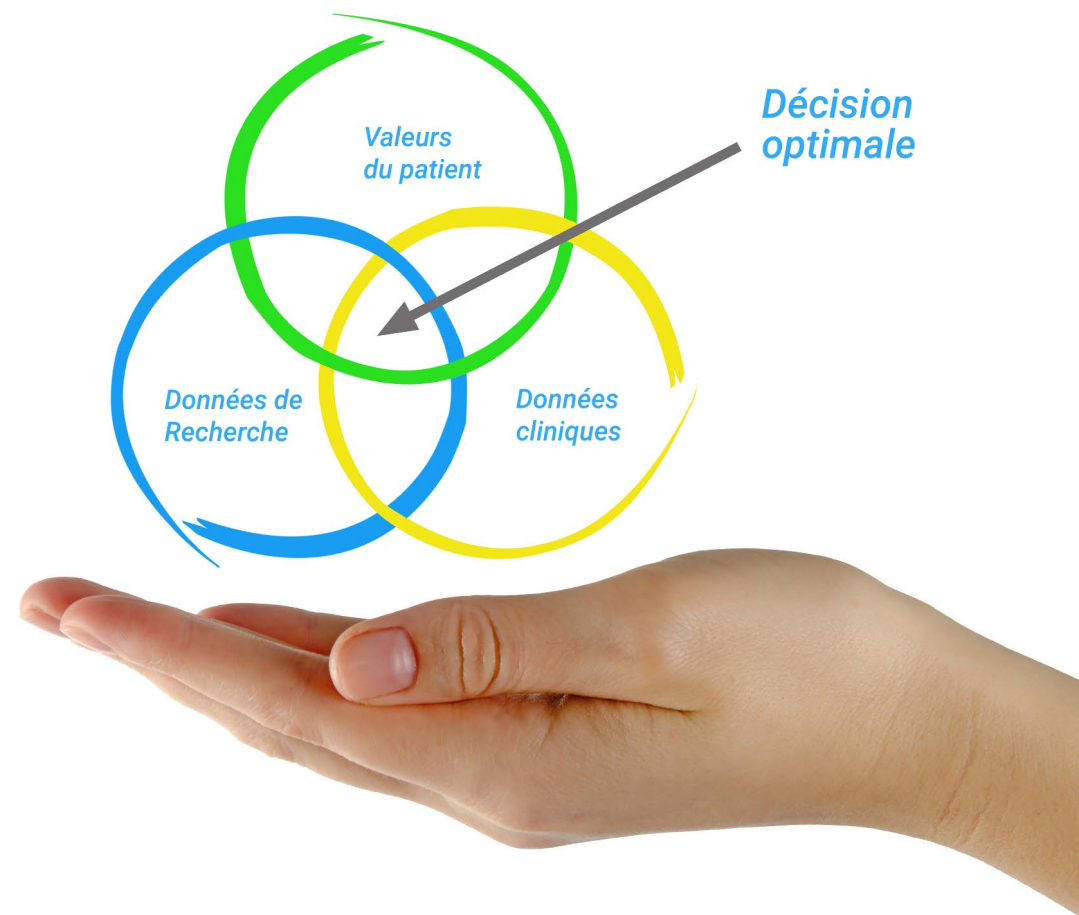 Décision
optimale
Valeurs
du patient
Données de
Recherche
Données
cliniques